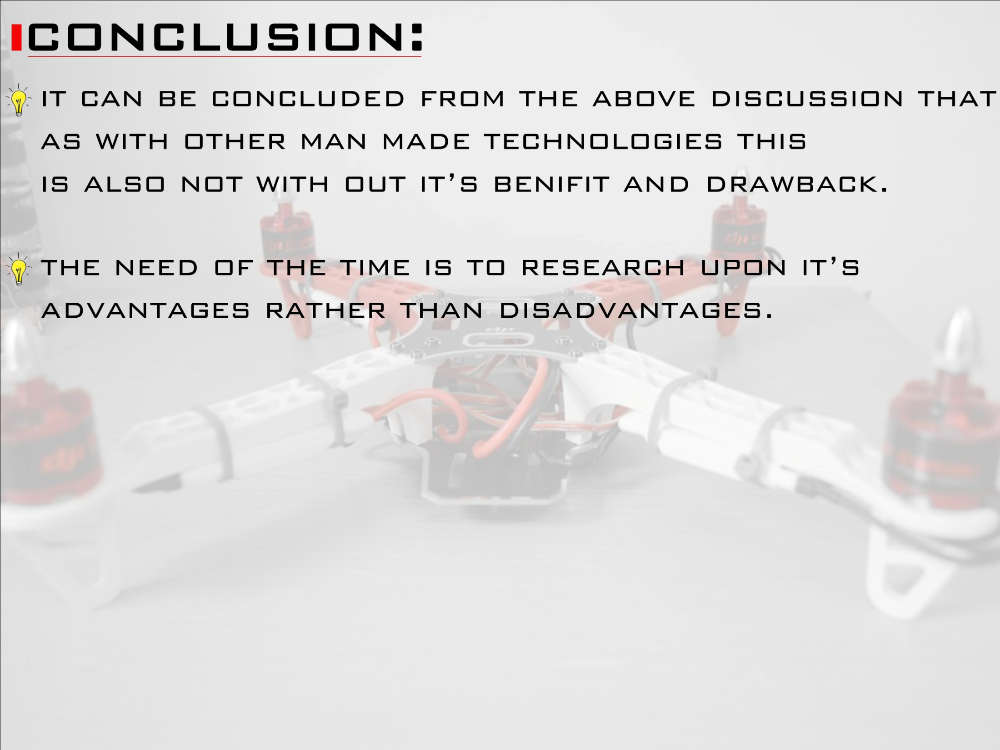 CONCLUSION:
IT CAN BE CONCLUDED FROM THE ABOVE DISCUSSION THAT
AS WITH OTHER MAN MADE TECHNOLOGIES THIS
IS ALSO NOT WITH OUT IT'S BENIFIT AND DRAWBACK.
THE NEED OF THE TIME IS TO RESEARCH UPON IT'S
ADVANTAGES RATHER THAN DISADVANTAGES.
dji
dji